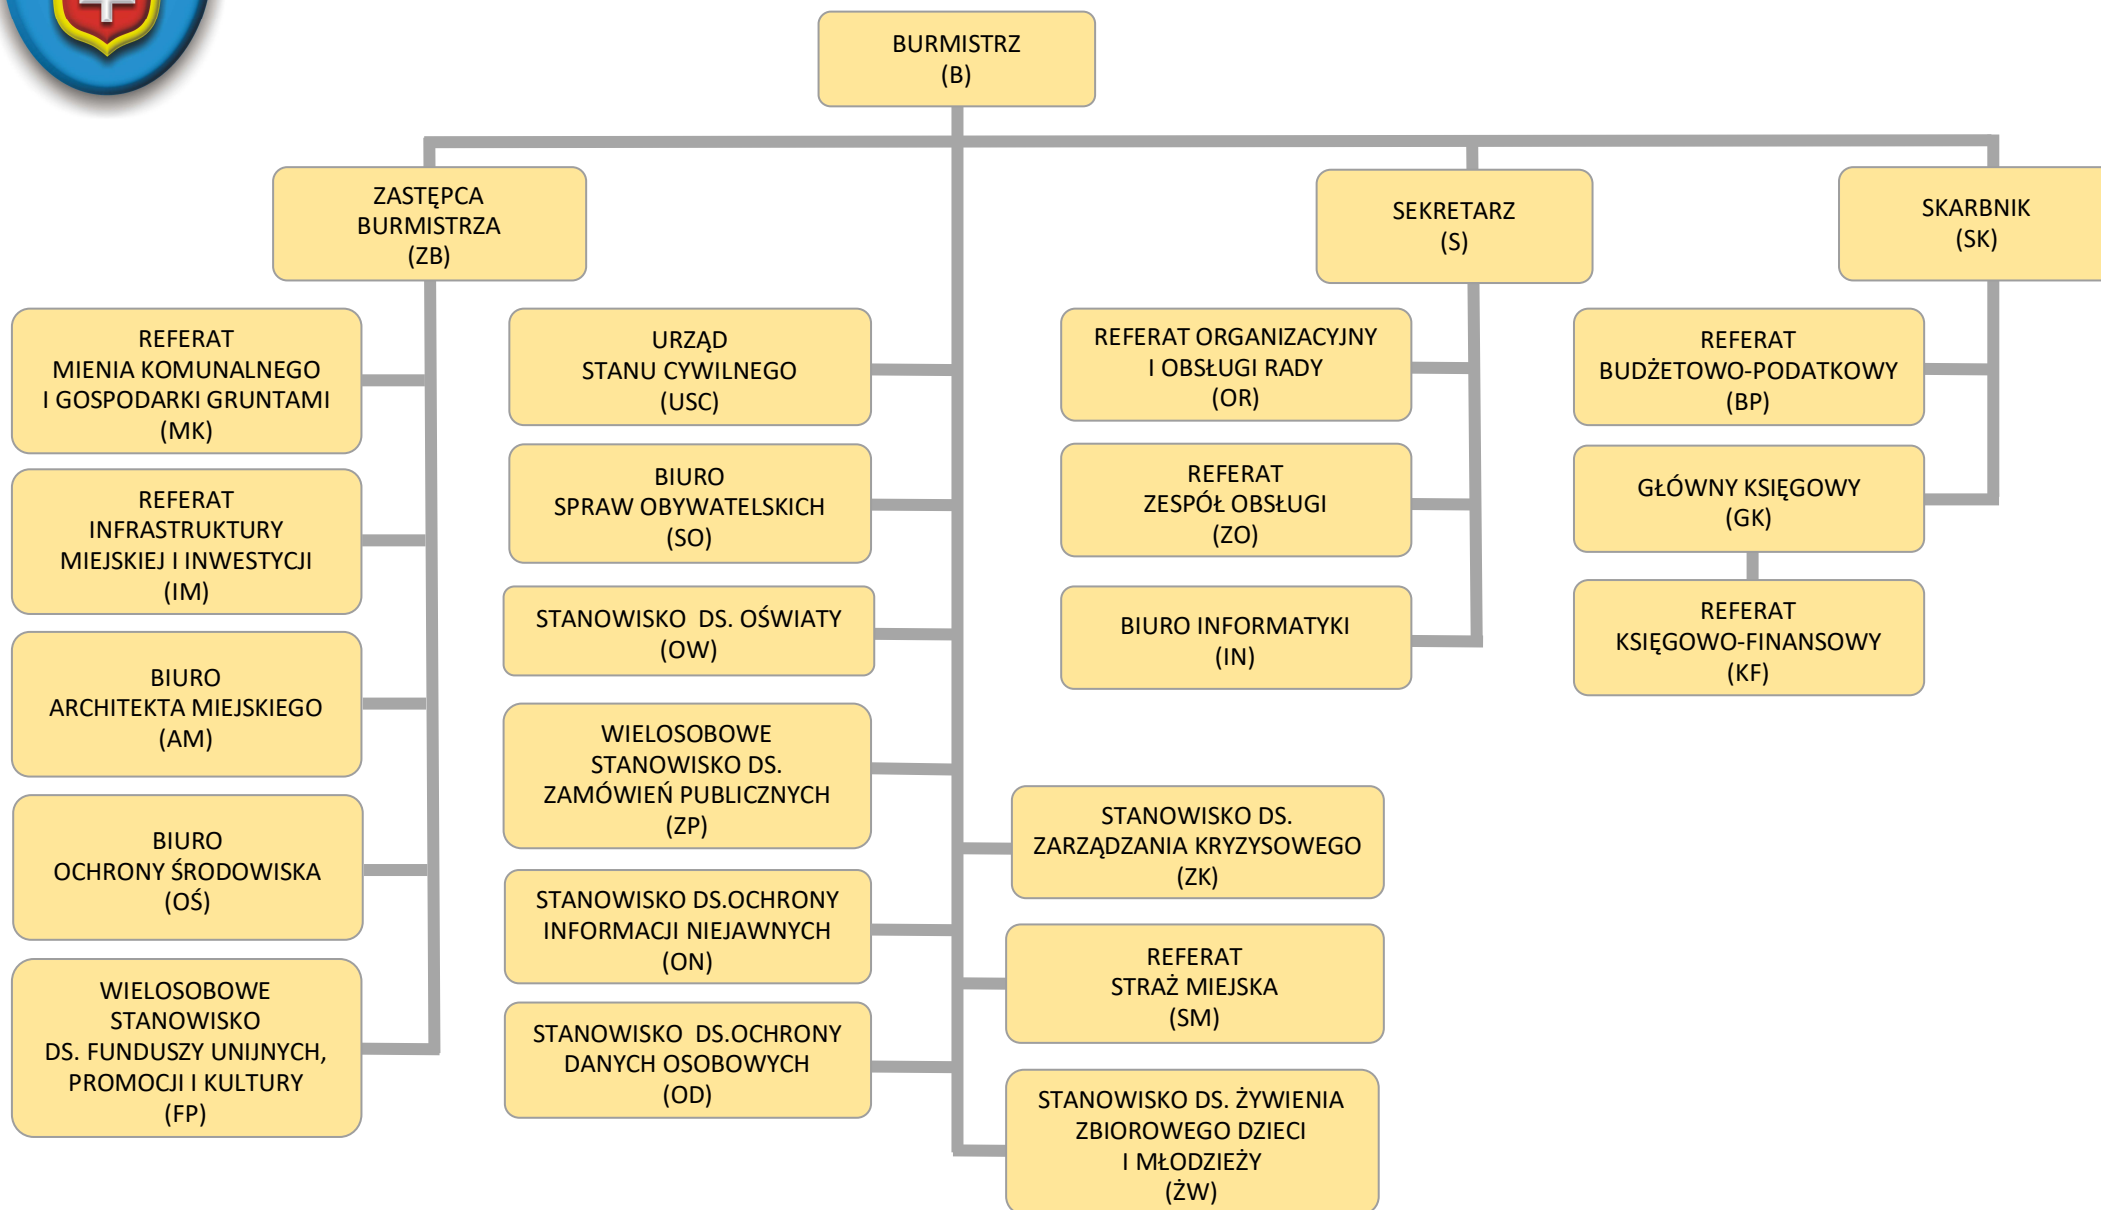 BURMISTRZ
(B)
ZASTĘPCA
BURMISTRZA
(ZB)
SEKRETARZ
(S)
SKARBNIK
(SK)
REFERAT
MIENIA KOMUNALNEGO
I GOSPODARKI GRUNTAMI
(MK)
REFERAT
INFRASTRUKTURY
MIEJSKIEJ I INWESTYCJI
(IM)
BIURO
ARCHITEKTA MIEJSKIEGO
(AM)
BIURO
OCHRONY ŚRODOWISKA
(OŚ)
WIELOSOBOWE
STANOWISKO
DS. FUNDUSZY UNIJNYCH,
PROMOCJI I KULTURY
(FP)
URZĄD
STANU CYWILNEGO
(USC)
BIURO
SPRAW OBYWATELSKICH
(SO)
STANOWISKO DS. OŚWIATY
(OW)
WIELOSOBOWE
STANOWISKO DS.
ZAMÓWIEŃ PUBLICZNYCH
(ZP)
STANOWISKO DS.OCHRONY
INFORMACJI NIEJAWNYCH
(ON)
STANOWISKO DS.OCHRONY
DANYCH OSOBOWYCH
(OD)
REFERAT ORGANIZACYJNY
I OBSŁUGI RADY
(OR)
REFERAT
ZESPÓŁ OBSŁUGI
(ZO)
BIURO INFORMATYKI
(IN)
STANOWISKO DS.
ZARZĄDZANIA KRYZYSOWEGO
(ZK)
REFERAT
STRAŻ MIEJSKA
(SM)
STANOWISKO DS. ŻYWIENIA
ZBIOROWEGO DZIECI
I MŁODZIEŻY
(ŻW)
REFERAT
BUDŻETOWO-PODATKOWY
(BP)
GŁÓWNY KSIĘGOWY
(GK)
REFERAT
KSIĘGOWO-FINANSOWY
(KF)